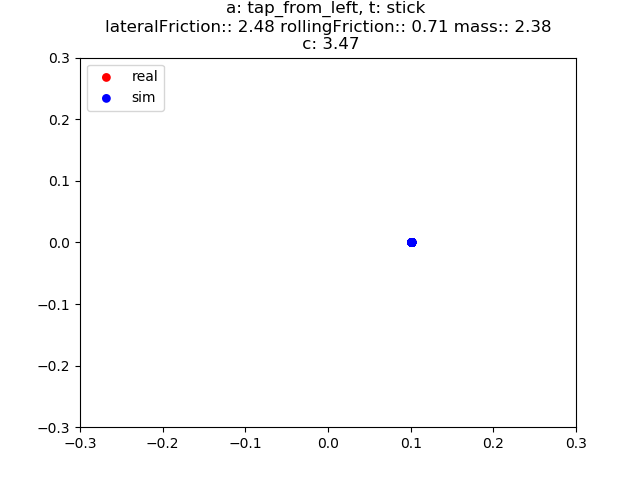 a: tap_from_left, t: stick
lateralFriction:: 2.48 rollingFriction:: 0.71 mass:: 2.38
c: 3.47
real
sim
0.3
0.2
0.1
0.0
−0.1
−0.2
−0.3
−0.3
−0.2
−0.1
0.0
0.1
0.2
0.3